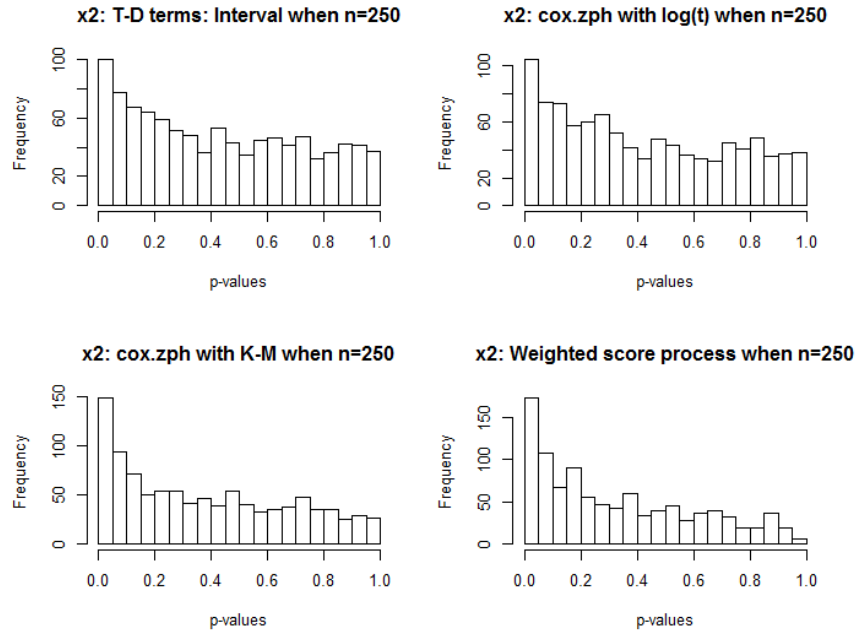 x2: T-D terms: Interval when n=250
Frequency
100
60
20
0
0.0 0.2 0.4 0.6 0.8 1.0
p-values
x2: cox.zph with log(t) when n=250
Frequency
100
60
20
0
0.0 0.2 0.4 0.6 0.8 1.0
p-values
x2: cox.zph with K-M when n=250
Frequency
150
100
50
0
0.0 0.2 0.4 0.6 0.8 1.0
p-values
x2: Weighted score process when n=250
Frequency
150
100
50
0
0.0 0.2 0.4 0.6 0.8 1.0
p-values